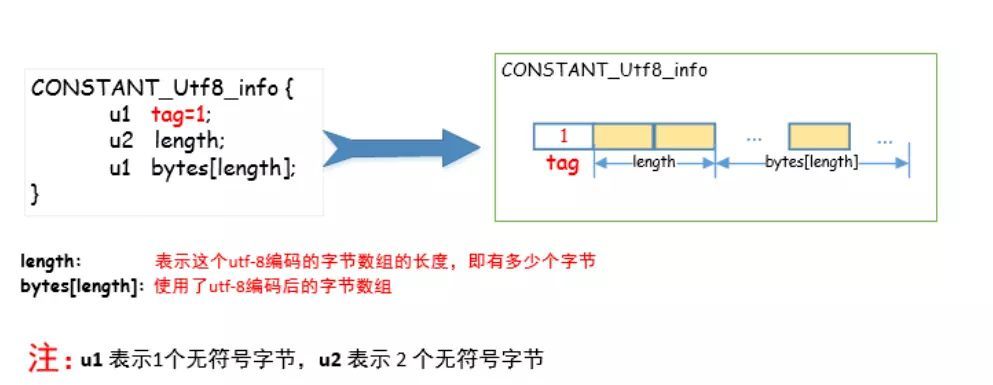 CONSTANT_Utf8_info {
u1 tag=1;
u2 length;
u1 bytes[length];
}
CONSTANT_Utf8_info
1 ... ...
tag length bytes[length]
length: 表示这个utf-8编码的字节数组的长度，即有多少个字节
bytes[length]: 使用了utf-8编码后的字节数组
注: u1 表示1个无符号字节，u2 表示 2 个无符号字节